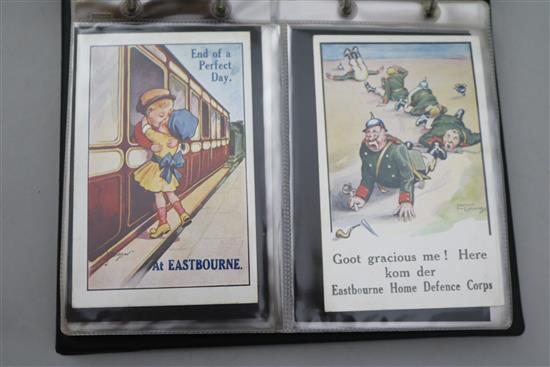 End of a
Perfect
Day.
At EASTBOURNE.
Goot gracious me! Here
kom der
Eastbourne Home Defence Corps